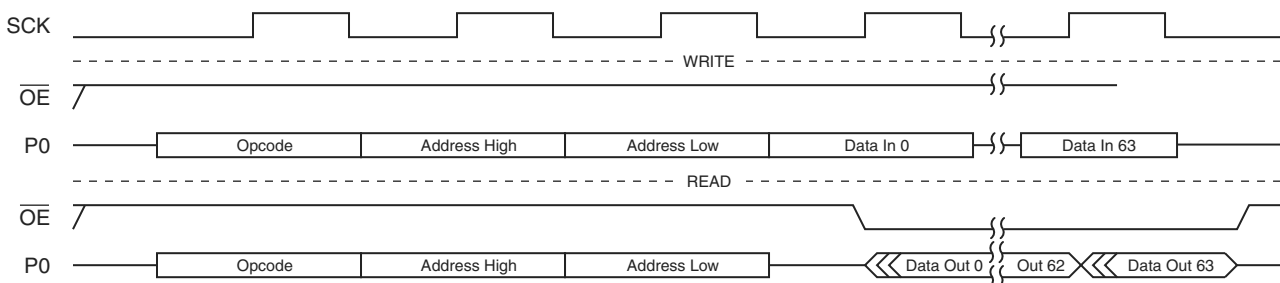 SCK
WRITE
OE
P0 Opcode Address High Address Low Data In 0 Data In 63
READ
OE
P0 Opcode Address High Address Low Data Out 0 Out 62 Data Out 63